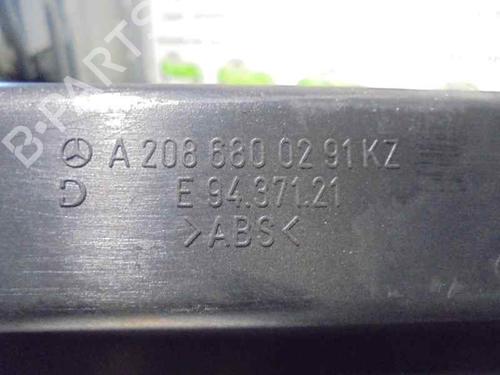 A 208 680 02 91 KZ
D E 94.371.21
>ABS<
B-PARTS